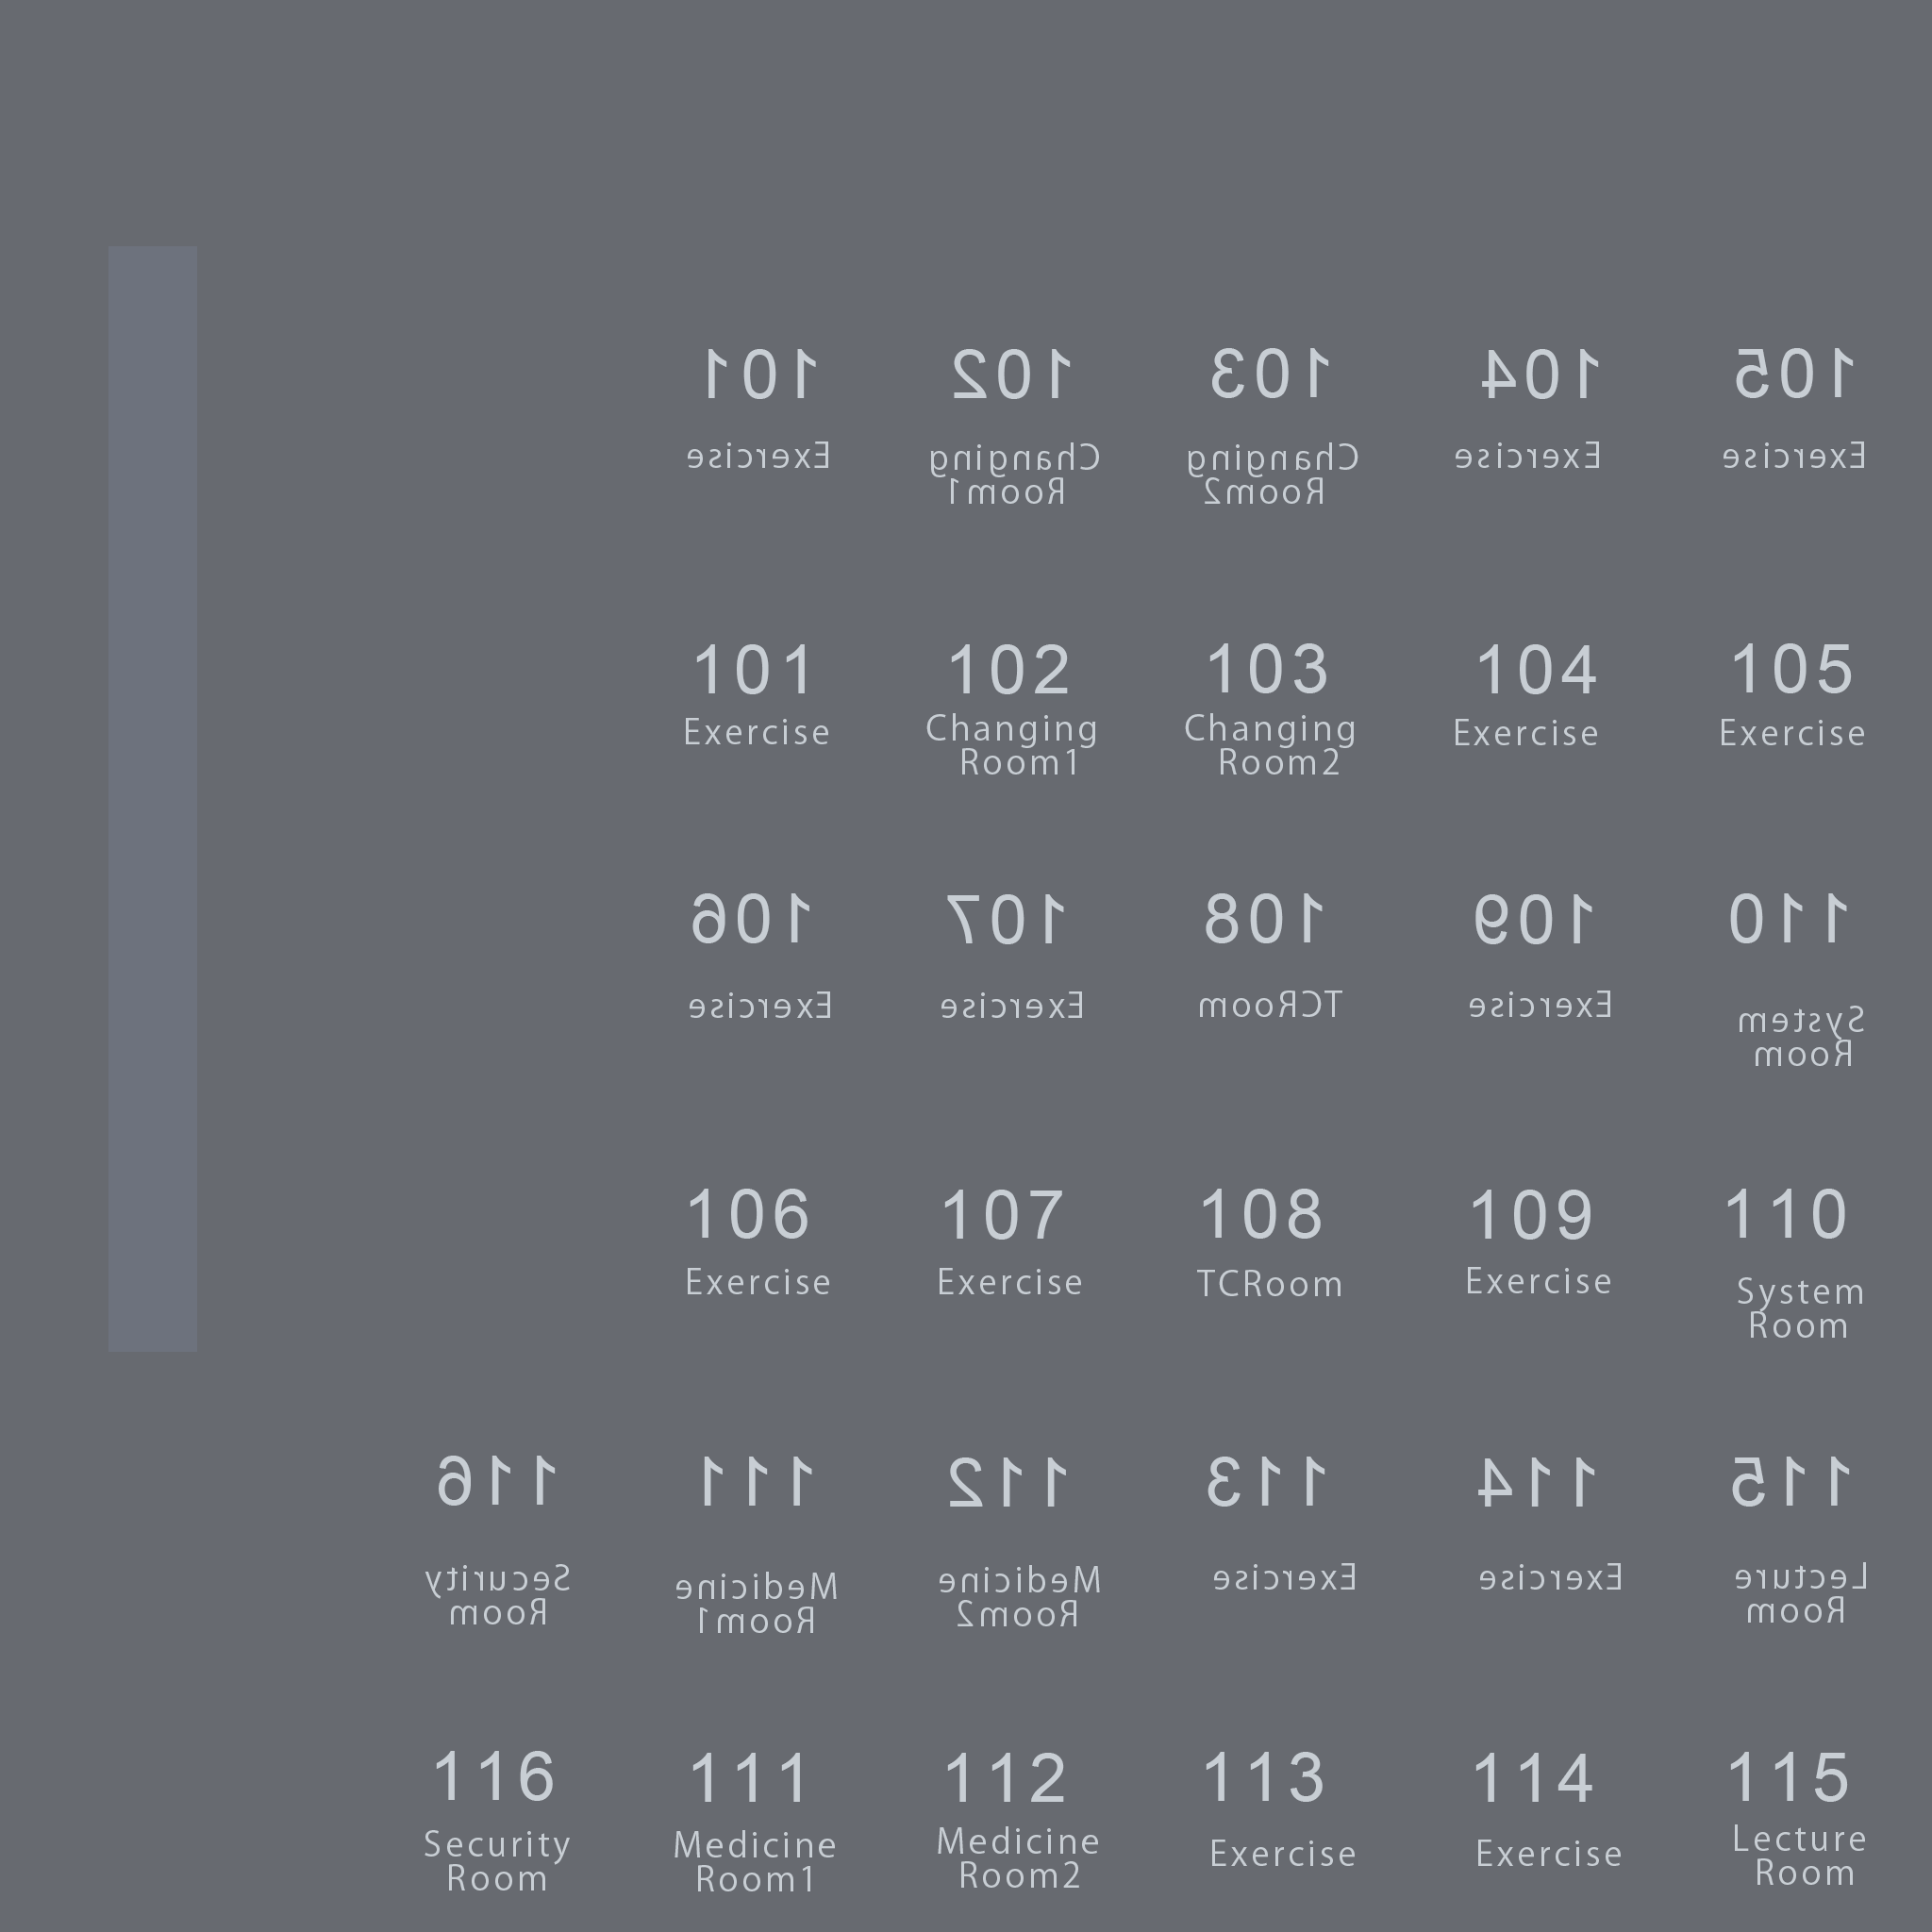 101 102 103 104 105
Exercise Changing Changing Exercise Exercise
Room1 Room2
101 102 103 104 105
Exercise Changing Changing Exercise Exercise
Room1 Room2
106 107 108 109 110
Exercise Exercise TCRoom Exercise System
Room
106 107 108 109 110
Exercise Exercise TCRoom Exercise System
Room
116 111 112 113 114 115
Security Medicine Medicine Exercise Exercise Lecture
Room Room1 Room2 Room
116 111 112 113 114 115
Security Medicine Medicine Exercise Exercise Lecture
Room Room1 Room2 Room